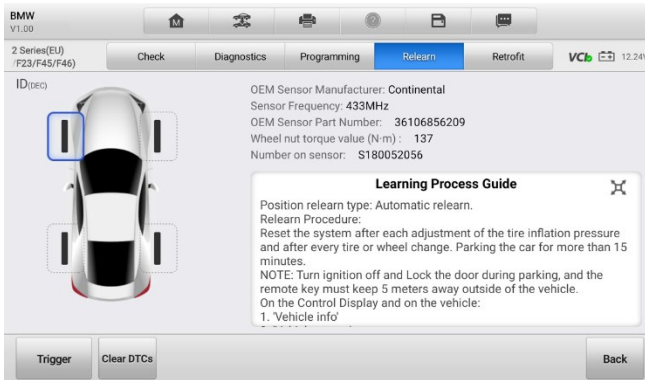 BMW
V1.00
2 Series(EU)
/F23/F45/F46)
Check
Diagnostics
Programming
Relearn
Retrofit
VCI
12.24V
ID(DEC)
OEM Sensor Manufacturer: Continental
Sensor Frequency: 433MHz
OEM Sensor Part Number: 36106856209
Wheel nut torque value (N·m) : 137
Number on sensor: S180052056
Learning Process Guide
Position relearn type: Automatic relearn.
Relearn Procedure:
Reset the system after each adjustment of the tire inflation pressure
and after every tire or wheel change. Parking the car for more than 15
minutes.
NOTE: Turn ignition off and Lock the door during parking, and the
remote key must keep 5 meters away outside of the vehicle.
On the Control Display and on the vehicle:
1. 'Vehicle info'
Trigger
Clear DTCs
Back